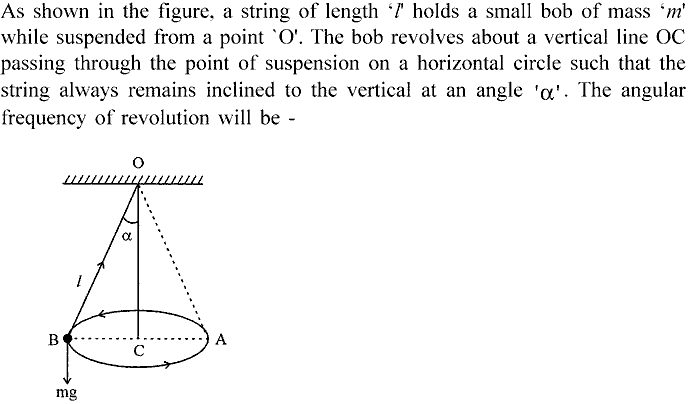 As shown in the figure, a string of length ‘l' holds a small bob of mass ‘m'
while suspended from a point `O'. The bob revolves about a vertical line OC
passing through the point of suspension on a horizontal circle such that the
string always remains inclined to the vertical at an angle 'α'. The angular
frequency of revolution will be -
O
α
l
B
C
A
mg